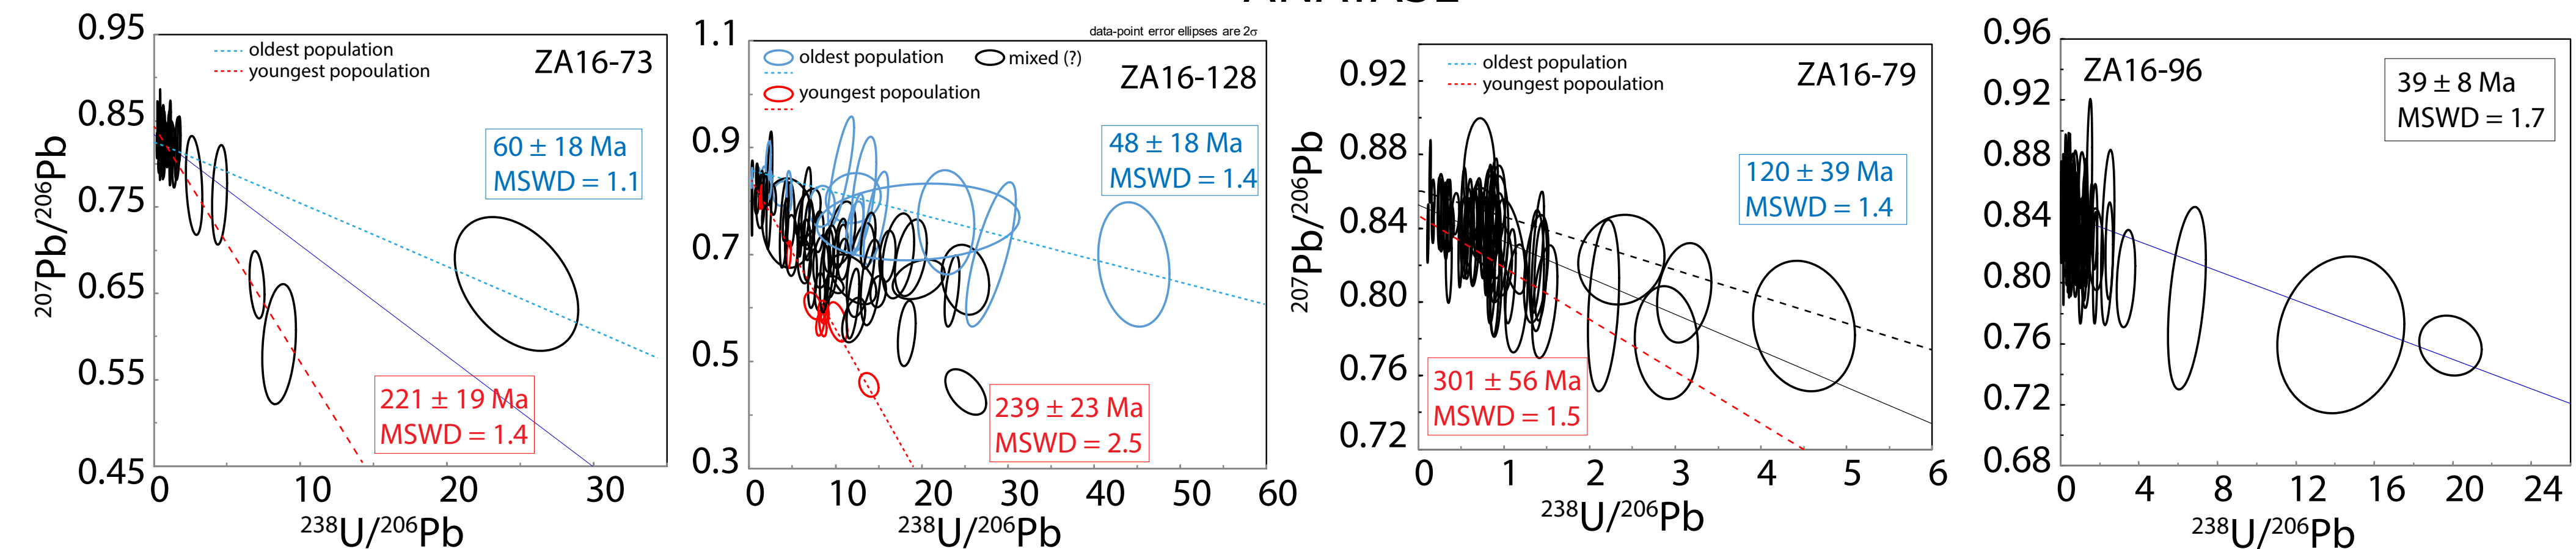 ANATASE
0.95
0.85
0.75
0.65
0.55
0.45
207Pb/206Pb
oldest population
youngest popoulation
ZA16-73
60 ± 18 Ma
MSWD = 1.1
221 ± 19 Ma
MSWD = 1.4
0 10 20 30
238U/206Pb
data-point error ellipses are 2σ
1.1
0.9
0.7
0.5
0.3
oldest population
mixed (?)
youngest popoulation
ZA16-128
48 ± 18 Ma
MSWD = 1.4
239 ± 23 Ma
MSWD = 2.5
0 10 20 30 40 50 60
238U/206Pb
0.92
0.88
0.84
0.80
0.76
0.72
207Pb/206Pb
oldest population
youngest popoulation
ZA16-79
120 ± 39 Ma
MSWD = 1.4
301 ± 56 Ma
MSWD = 1.5
0 1 2 3 4 5 6
238U/206Pb
0.96
0.92
0.88
0.84
0.80
0.76
0.72
0.68
ZA16-96
39 ± 8 Ma
MSWD = 1.7
0 4 8 12 16 20 24
238U/206Pb